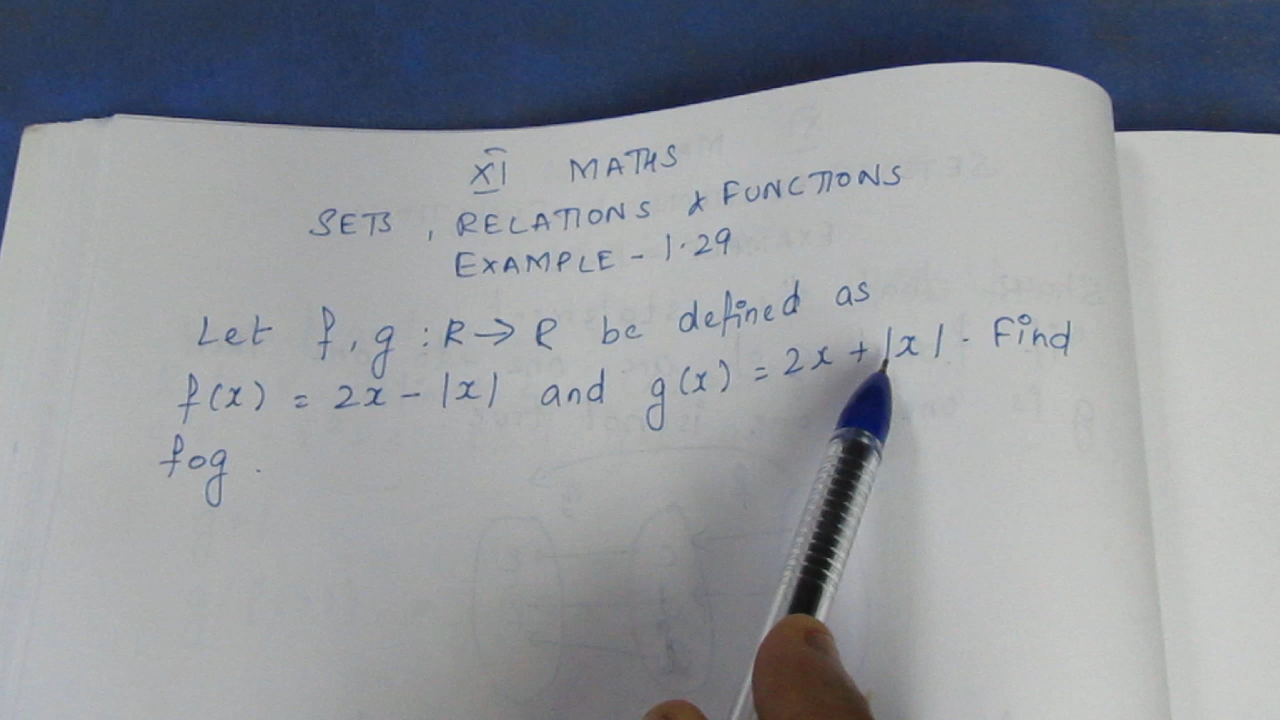 XI MATHS
SETS, RELATIONS & FUNCTIONS
EXAMPLE - 1.29
Let f, g : R → R be defined as
f(x) = 2x - |x| and g(x) = 2x + |x|. Find
fog.